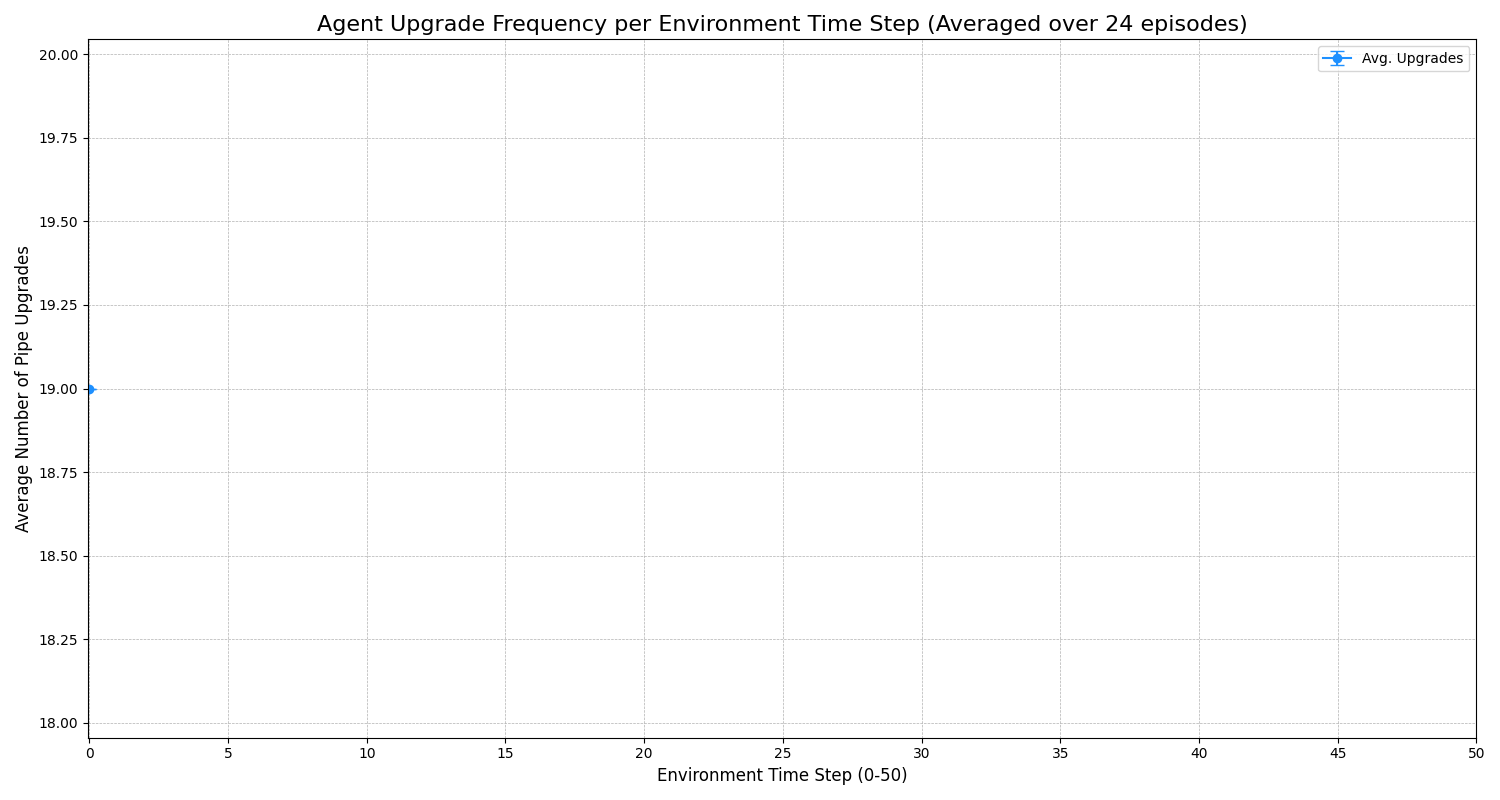 Agent Upgrade Frequency per Environment Time Step (Averaged over 24 episodes)
Avg. Upgrades
Average Number of Pipe Upgrades
20.00
19.75
19.50
19.25
19.00
18.75
18.50
18.25
18.00
0 5 10 15 20 25 30 35 40 45 50
Environment Time Step (0-50)